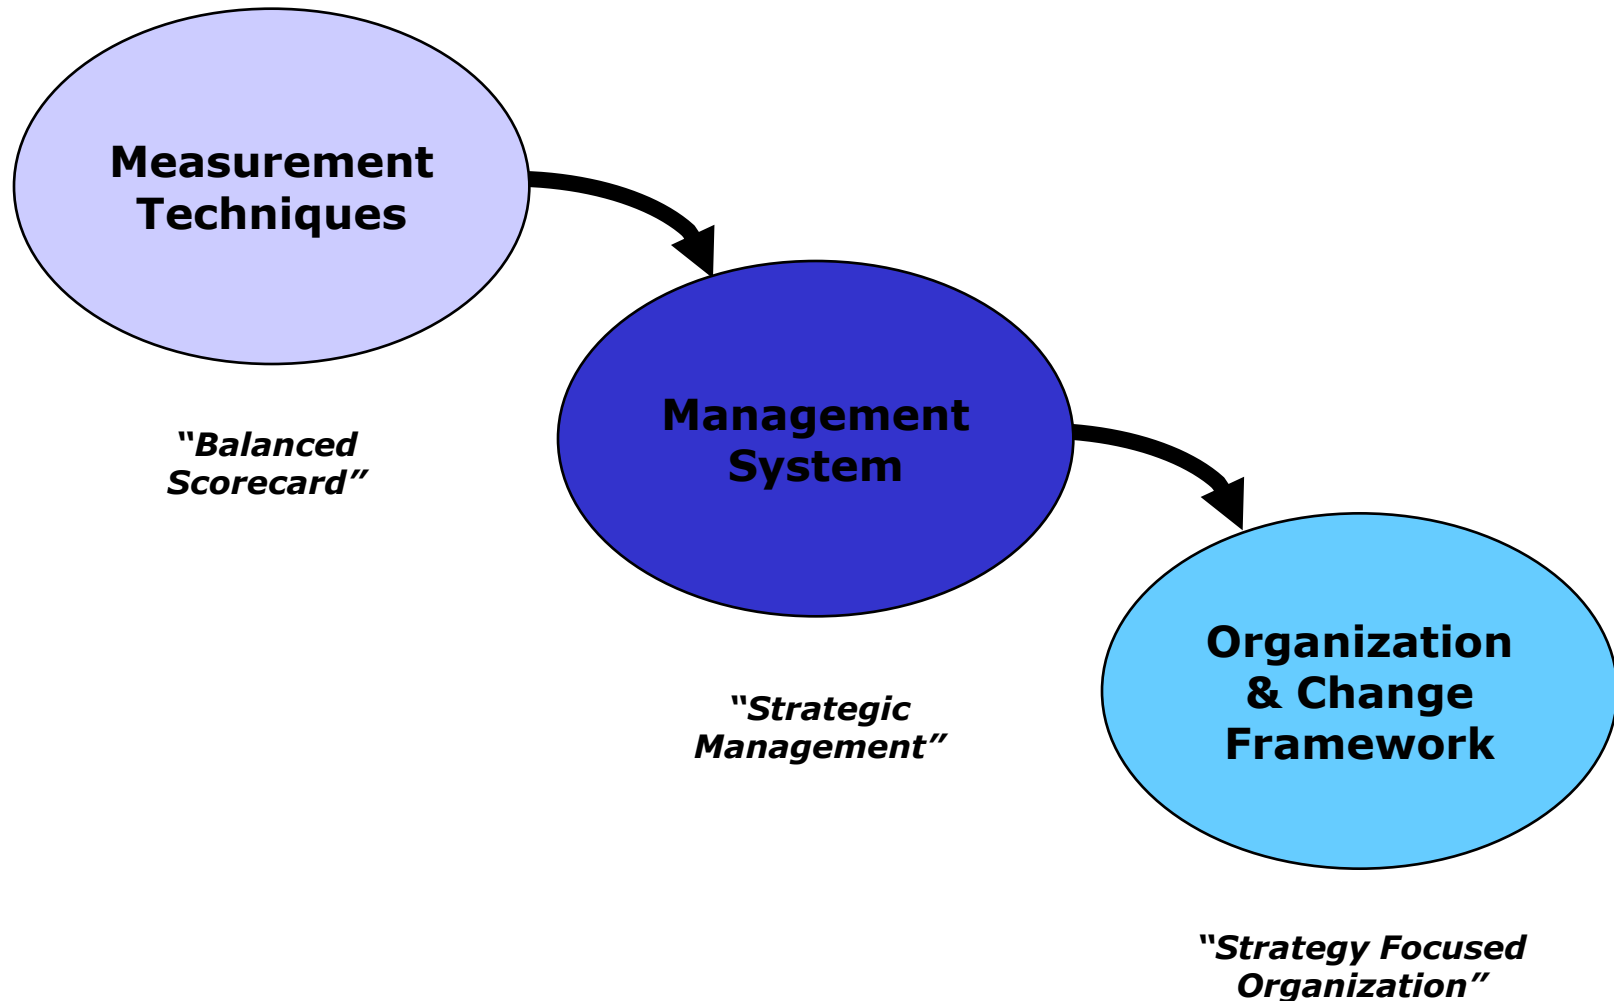 Measurement
Techniques
“Balanced
Scorecard”
Management
System
“Strategic
Management”
Organization
& Change
Framework
“Strategy Focused
Organization”